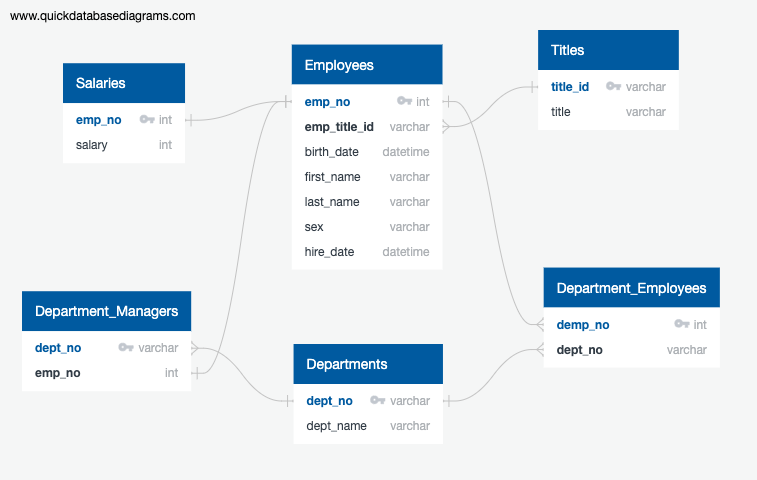 www.quickdatabasediagrams.com
Salaries
emp_no int
salary int
Employees
emp_no int
emp_title_id varchar
birth_date datetime
first_name varchar
last_name varchar
sex varchar
hire_date datetime
Titles
title_id varchar
title varchar
Department_Managers
dept_no varchar
emp_no int
Departments
dept_no varchar
dept_name varchar
Department_Employees
demp_no int
dept_no varchar